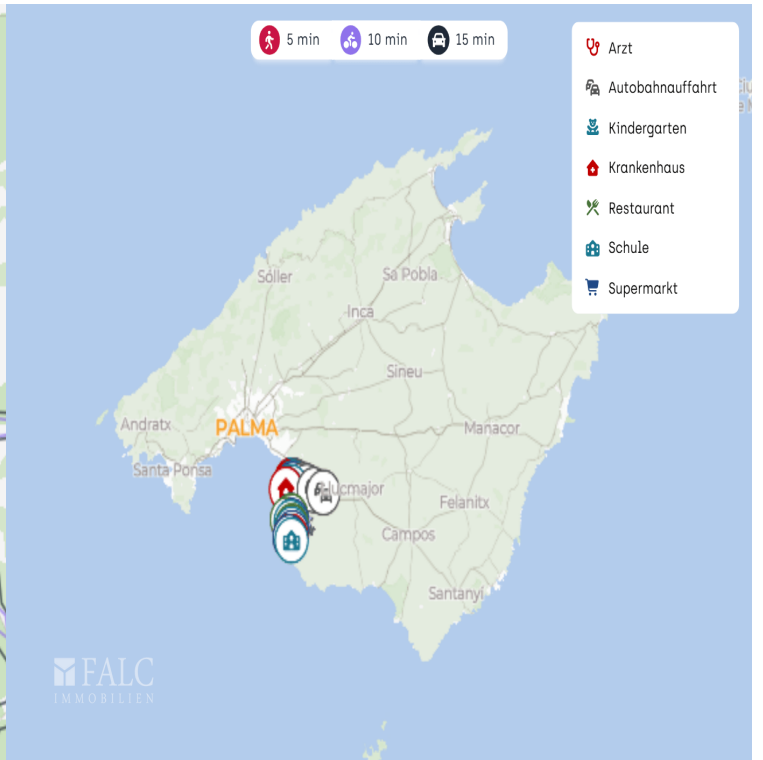 5 min
10 min
15 min
Arzt
Autobahnauffahrt
Kindergarten
Krankenhaus
Restaurant
Schule
Supermarkt
Sóller
Sa Pobla
Inca
Sineu
Andratx
PALMA
Manacor
Santa Ponsa
Llucmajor
Felanitx
Campos
Santanyí
FALC
IMMOBILIEN